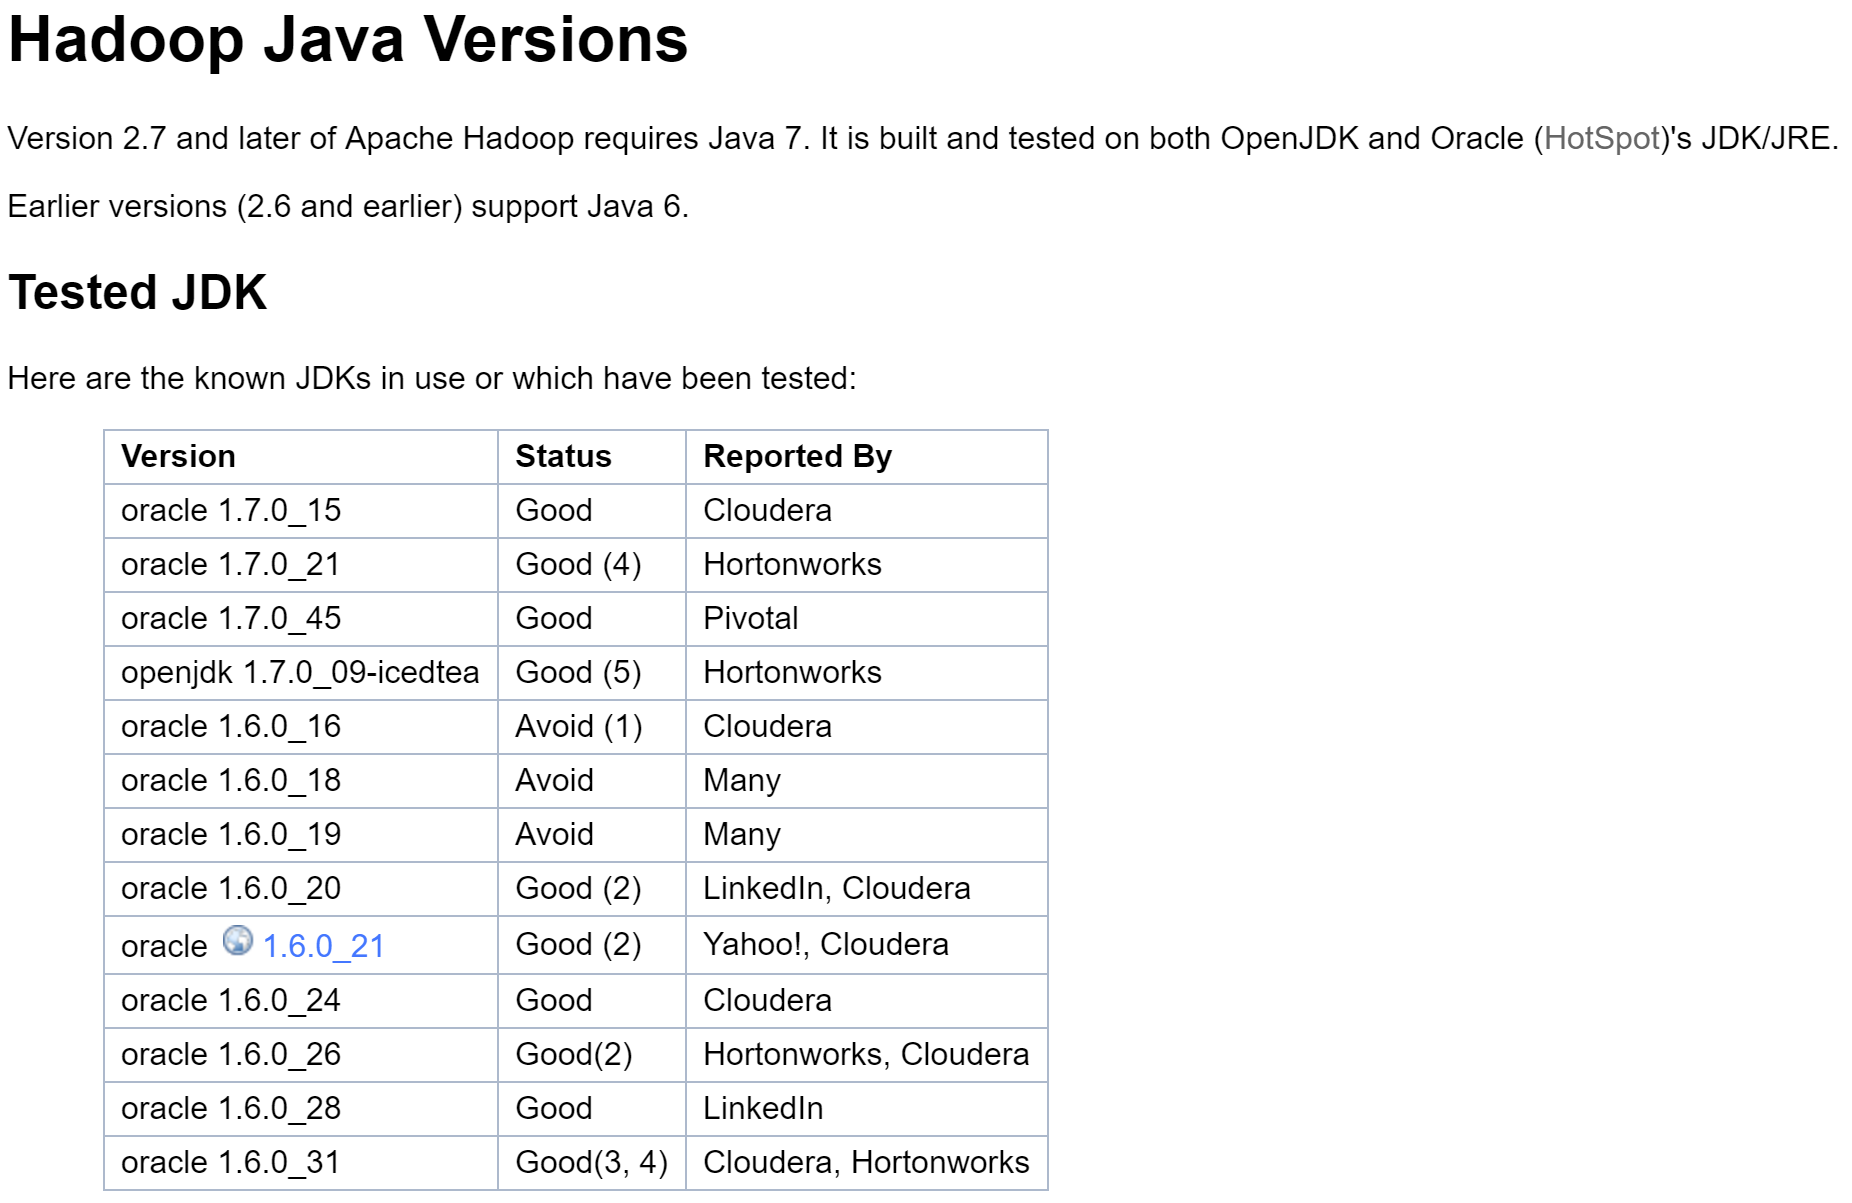 Hadoop Java Versions
Version 2.7 and later of Apache Hadoop requires Java 7. It is built and tested on both OpenJDK and Oracle (HotSpot)'s JDK/JRE.
Earlier versions (2.6 and earlier) support Java 6.
Tested JDK
Here are the known JDKs in use or which have been tested:
Version Status Reported By
oracle 1.7.0_15 Good Cloudera
oracle 1.7.0_21 Good (4) Hortonworks
oracle 1.7.0_45 Good Pivotal
openjdk 1.7.0_09-icedtea Good (5) Hortonworks
oracle 1.6.0_16 Avoid (1) Cloudera
oracle 1.6.0_18 Avoid Many
oracle 1.6.0_19 Avoid Many
oracle 1.6.0_20 Good (2) LinkedIn, Cloudera
oracle 1.6.0_21 Good (2) Yahoo!, Cloudera
oracle 1.6.0_24 Good Cloudera
oracle 1.6.0_26 Good(2) Hortonworks, Cloudera
oracle 1.6.0_28 Good LinkedIn
oracle 1.6.0_31 Good(3, 4) Cloudera, Hortonworks